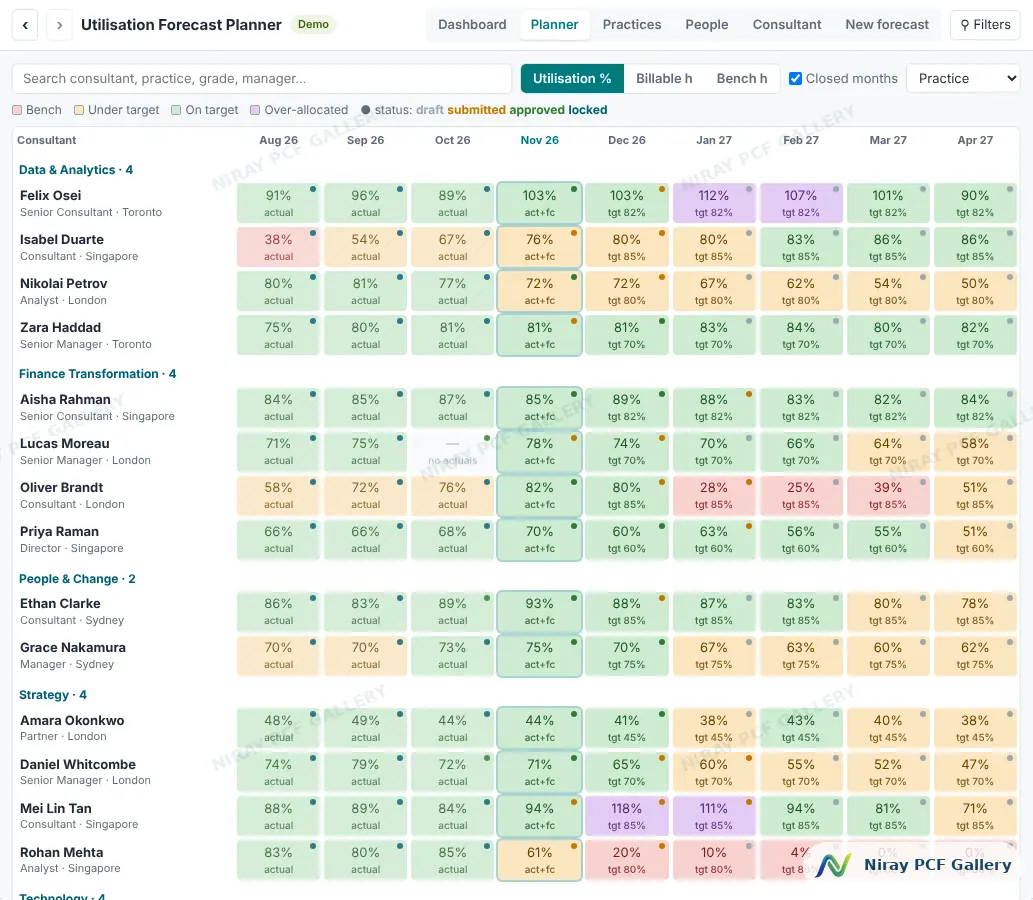 ‹ › Utilisation Forecast Planner Demo Dashboard Planner Practices People Consultant New forecast Filters
Search consultant, practice, grade, manager... Utilisation % Billable h Bench h Closed months Practice
Bench Under target On target Over-allocated status: draft submitted approved locked
Consultant Aug 26 Sep 26 Oct 26 Nov 26 Dec 26 Jan 27 Feb 27 Mar 27 Apr 27
Data & Analytics · 4
Felix Osei 91% 96% 89% 103% 103% 112% 107% 101% 90%
Senior Consultant · Toronto actual actual actual act+fc tgt 82% tgt 82% tgt 82% tgt 82% tgt 82%
Isabel Duarte 38% 54% 67% 76% 80% 80% 83% 86% 86%
Consultant · Singapore actual actual actual act+fc tgt 85% tgt 85% tgt 85% tgt 85% tgt 85%
Nikolai Petrov 80% 81% 77% 72% 72% 67% 62% 54% 50%
Analyst · London actual actual actual act+fc tgt 80% tgt 80% tgt 80% tgt 80% tgt 80%
Zara Haddad 75% 80% 81% 81% 81% 83% 84% 80% 82%
Senior Manager · Toronto actual actual actual act+fc tgt 70% tgt 70% tgt 70% tgt 70% tgt 70%
Finance Transformation · 4
Aisha Rahman 84% 85% 87% 85% 89% 88% 83% 82% 84%
Senior Consultant · Singapore actual actual actual act+fc tgt 82% tgt 82% tgt 82% tgt 82% tgt 82%
Lucas Moreau 71% 75% — 78% 74% 70% 66% 64% 58%
Senior Manager · London actual actual no actuals act+fc tgt 70% tgt 70% tgt 70% tgt 70% tgt 70%
Oliver Brandt 58% 72% 76% 82% 80% 28% 25% 39% 51%
Consultant · London actual actual actual act+fc tgt 85% tgt 85% tgt 85% tgt 85% tgt 85%
Priya Raman 66% 66% 68% 70% 60% 63% 56% 55% 51%
Director · Singapore actual actual actual act+fc tgt 60% tgt 60% tgt 60% tgt 60% tgt 60%
People & Change · 2
Ethan Clarke 86% 83% 89% 93% 88% 87% 83% 80% 78%
Consultant · Sydney actual actual actual act+fc tgt 85% tgt 85% tgt 85% tgt 85% tgt 85%
Grace Nakamura 70% 70% 73% 75% 70% 67% 63% 60% 62%
Manager · Sydney actual actual actual act+fc tgt 75% tgt 75% tgt 75% tgt 75% tgt 75%
Strategy · 4
Amara Okonkwo 48% 49% 44% 44% 41% 38% 43% 40% 38%
Partner · London actual actual actual act+fc tgt 45% tgt 45% tgt 45% tgt 45% tgt 45%
Daniel Whitcombe 74% 79% 72% 71% 65% 60% 55% 52% 47%
Senior Manager · London actual actual actual act+fc tgt 70% tgt 70% tgt 70% tgt 70% tgt 70%
Mei Lin Tan 88% 89% 84% 94% 118% 111% 94% 81% 71%
Consultant · Singapore actual actual actual act+fc tgt 85% tgt 85% tgt 85% tgt 85% tgt 85%
Rohan Mehta 83% 80% 85% 61% 20% 10% 4% 0% 0%
Analyst · Singapore actual actual actual act+fc tgt 80% tgt 80%
Niray PCF Gallery
Technology · 4
NIRAY PCF GALLERY
NIRAY PCF GALLERY
NIRAY PCF GALLERY
NIRAY PCF GALLERY
NIRAY PCF GALLERY